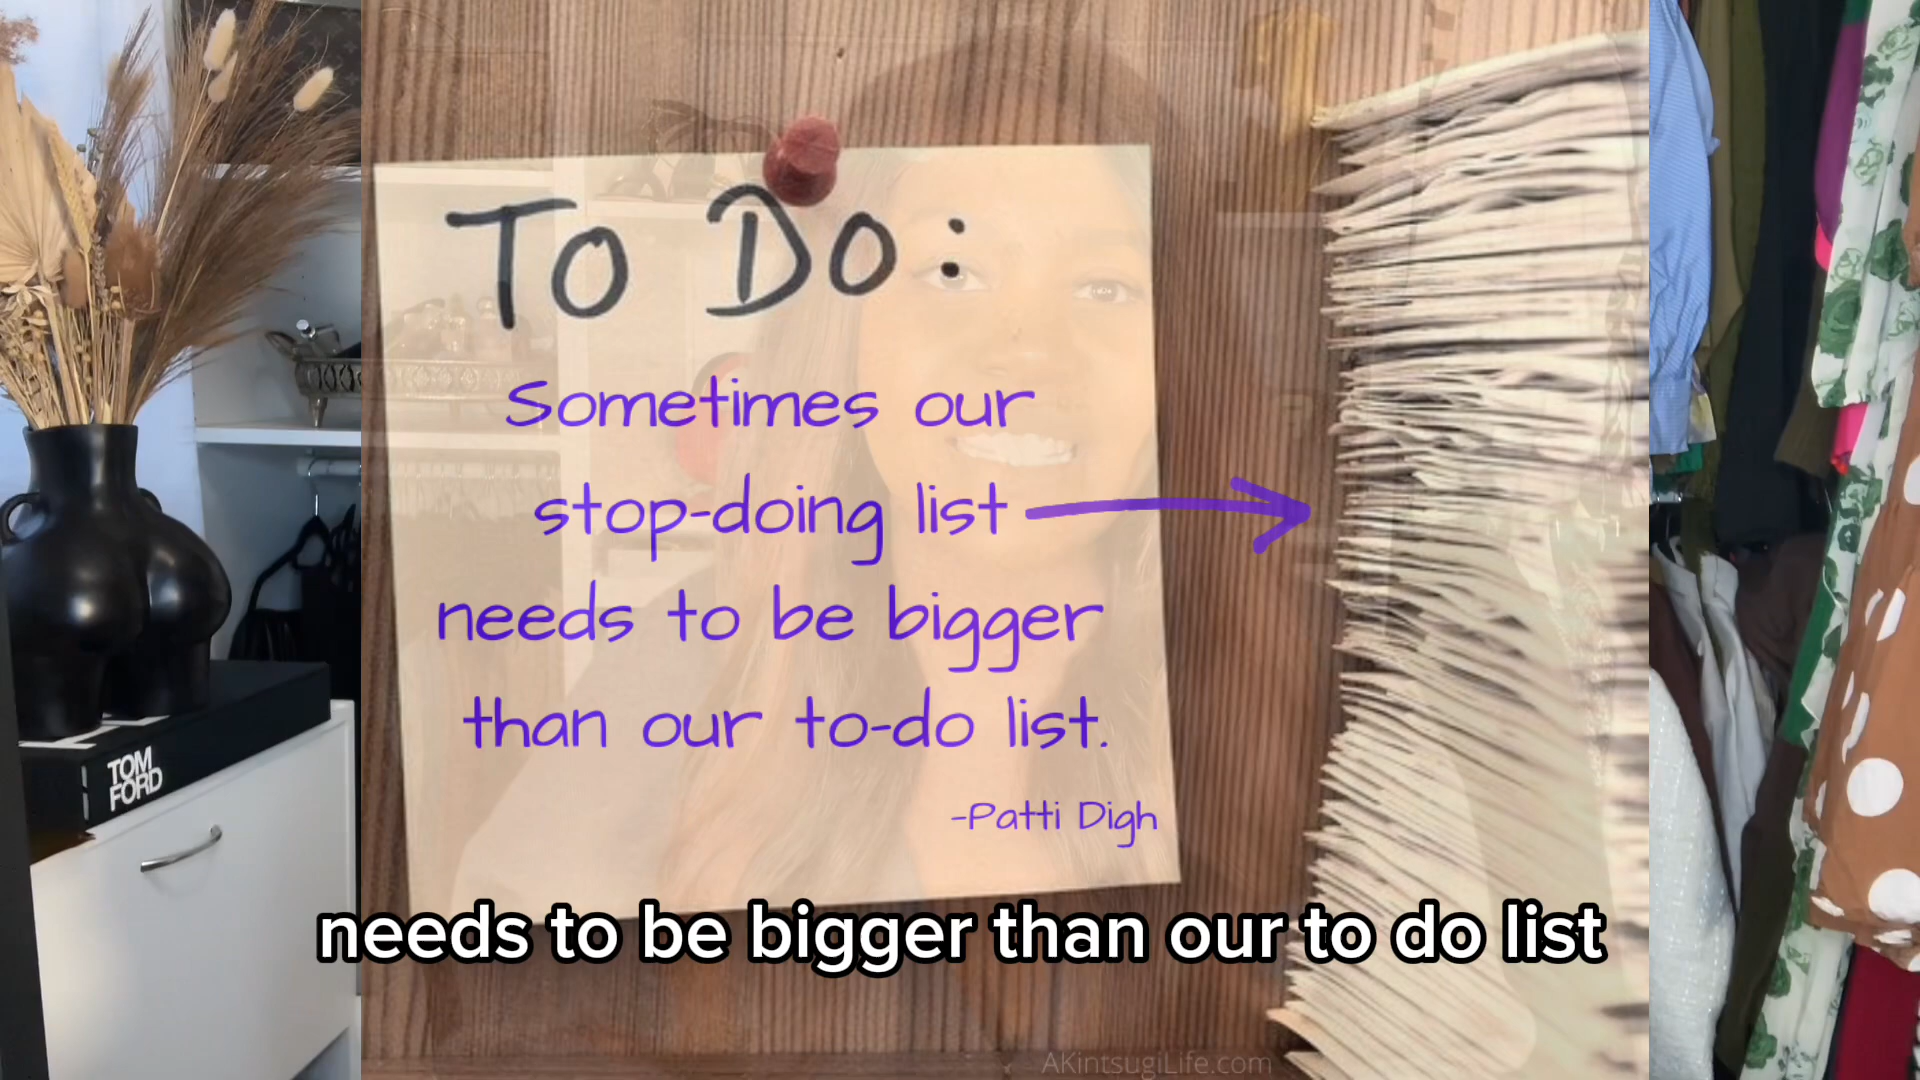 To Do:
Sometimes our
stop-doing list
needs to be bigger
than our to-do list.
-Patti Digh
TOM
FORD
needs to be bigger than our to do list
AKintsugiLife.com